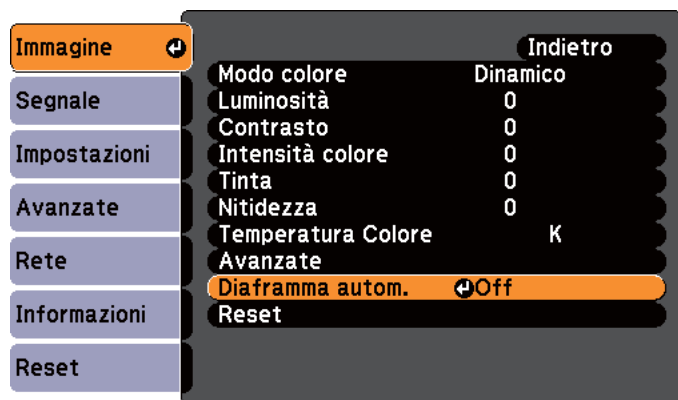 Immagine
Segnale
Impostazioni
Avanzate
Rete
Informazioni
Reset
Indietro
Modo colore Dinamico
Luminosità 0
Contrasto 0
Intensità colore 0
Tinta 0
Nitidezza 0
Temperatura Colore K
Avanzate
Diaframma autom. Off
Reset